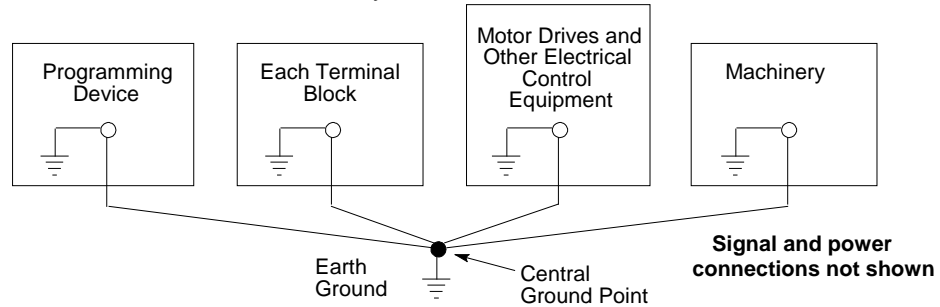 Programming
Device
Each Terminal
Block
Motor Drives and
Other Electrical
Control
Equipment
Machinery
Earth
Ground
Central
Ground Point
Signal and power
connections not shown